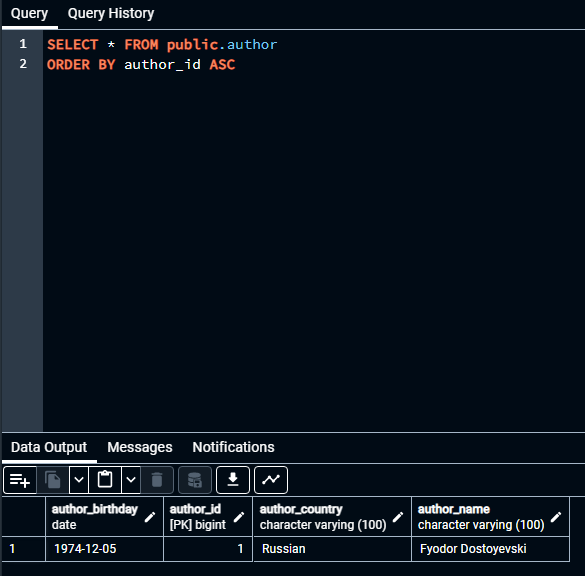 Query Query History
1 SELECT * FROM public.author
2 ORDER BY author_id ASC
Data Output Messages Notifications
author_birthday author_id author_country author_name
date [PK] bigint character varying (100) character varying (100)
1 1974-12-05 1 Russian Fyodor Dostoyevski